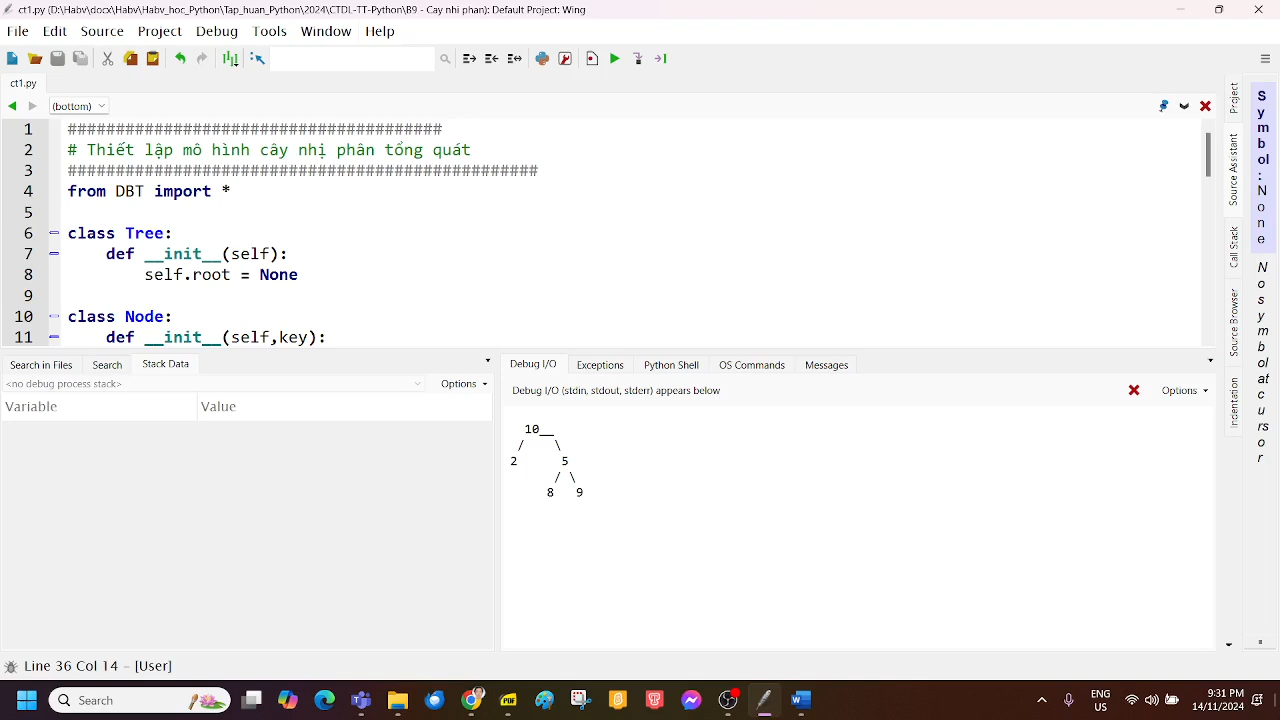 ct1.py (D:\Habv\docx\Habv\Habv_hoc_Python\Tap_huan_Python\2024\CTDL-TT-Python\B9 - Cay nhi phan): Default Project: Wing
File Edit Source Project Debug Tools Window Help
ct1.py
(bottom)
1 #######################################
2 # Thiết lập mô hình cây nhị phân tổng quát
3 #################################################
4 from DBT import *
5
6 class Tree:
7 def __init__(self):
8 self.root = None
9
10 class Node:
11 def __init__(self,key):
Project
Source Assistant
Call Stack
Source Browser
Indentation
Symbol: None
No symbol at cursor
Search in Files Search Stack Data
<no debug process stack> Options
Variable Value
Debug I/O Exceptions Python Shell OS Commands Messages
Debug I/O (stdin, stdout, stderr) appears below Options
10__
/ \
2 5
/ \
8 9
Line 36 Col 14 - [User]
Search
PDF
ENG
US
9:31 PM
14/11/2024